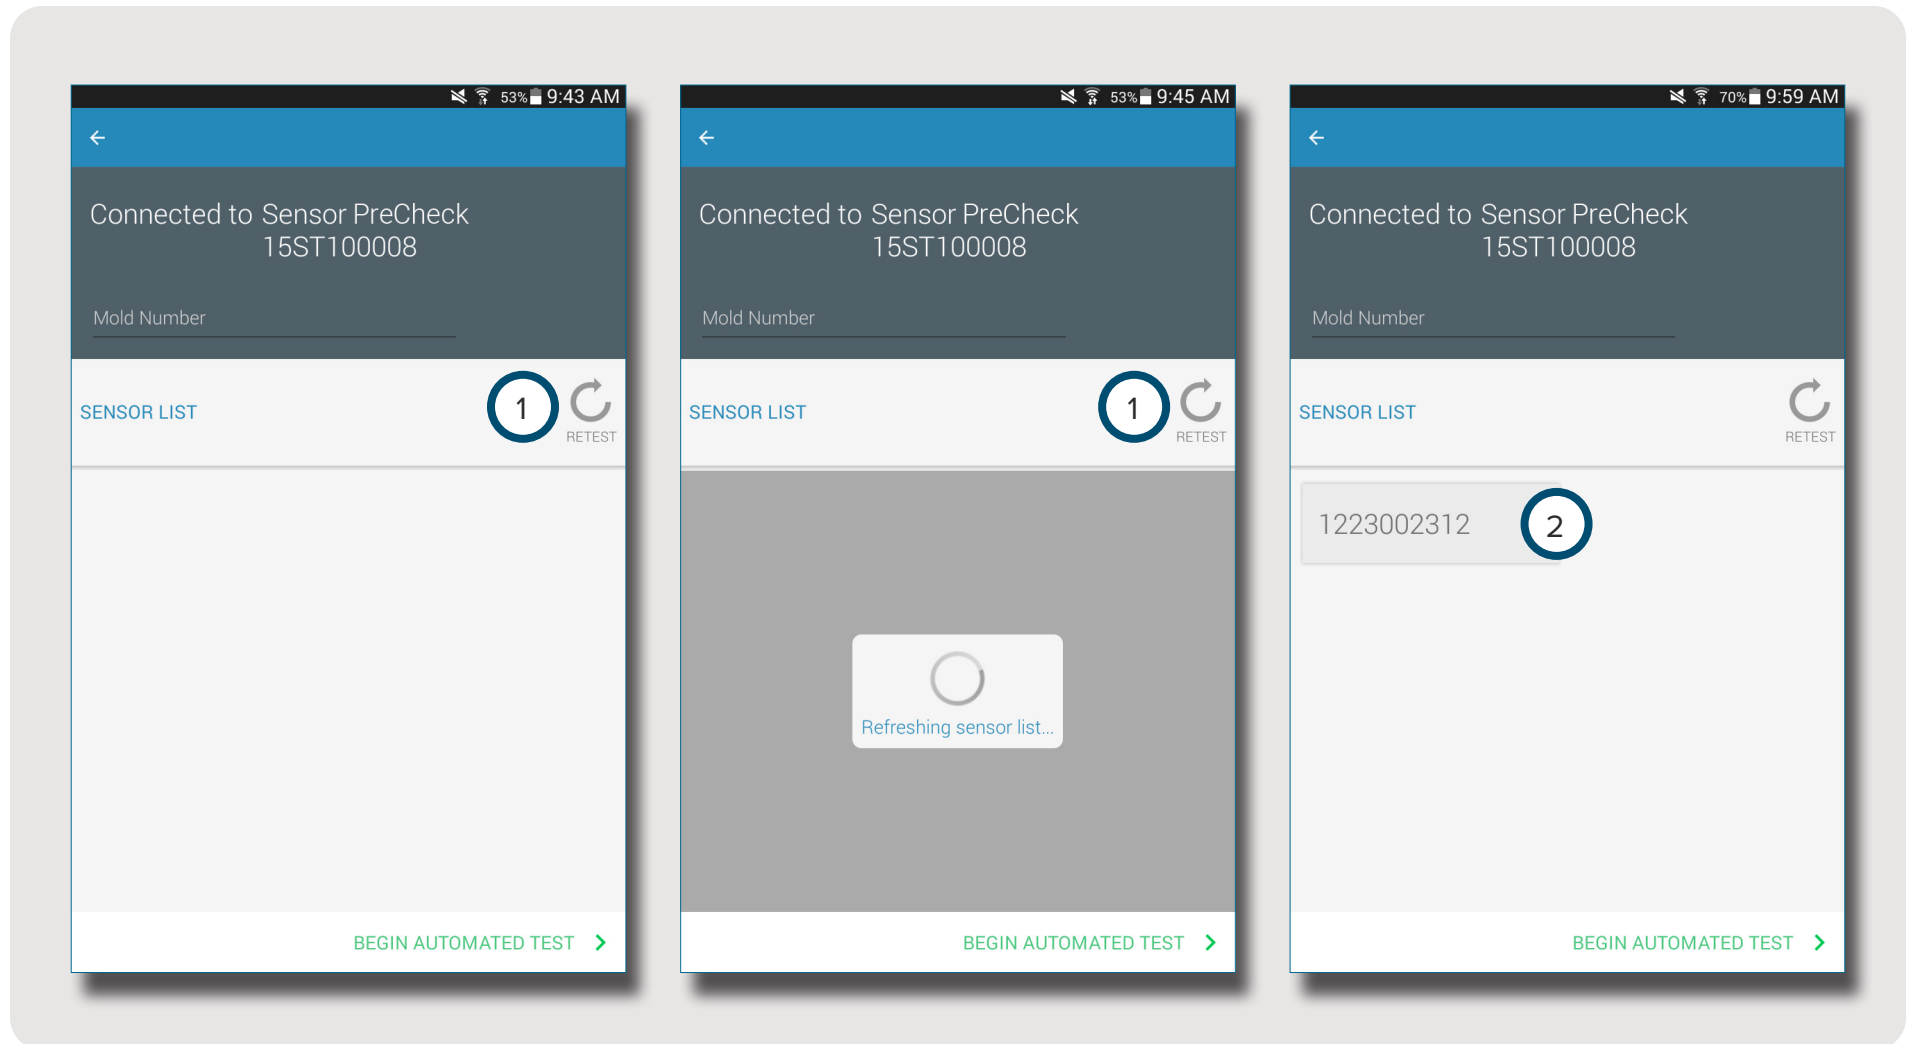 53% 9:43 AM
Connected to Sensor PreCheck
15ST100008
Mold Number
SENSOR LIST
1
RETEST
BEGIN AUTOMATED TEST
53% 9:45 AM
Connected to Sensor PreCheck
15ST100008
Mold Number
SENSOR LIST
1
RETEST
Refreshing sensor list...
BEGIN AUTOMATED TEST
70% 9:59 AM
Connected to Sensor PreCheck
15ST100008
Mold Number
SENSOR LIST
RETEST
1223002312
2
BEGIN AUTOMATED TEST